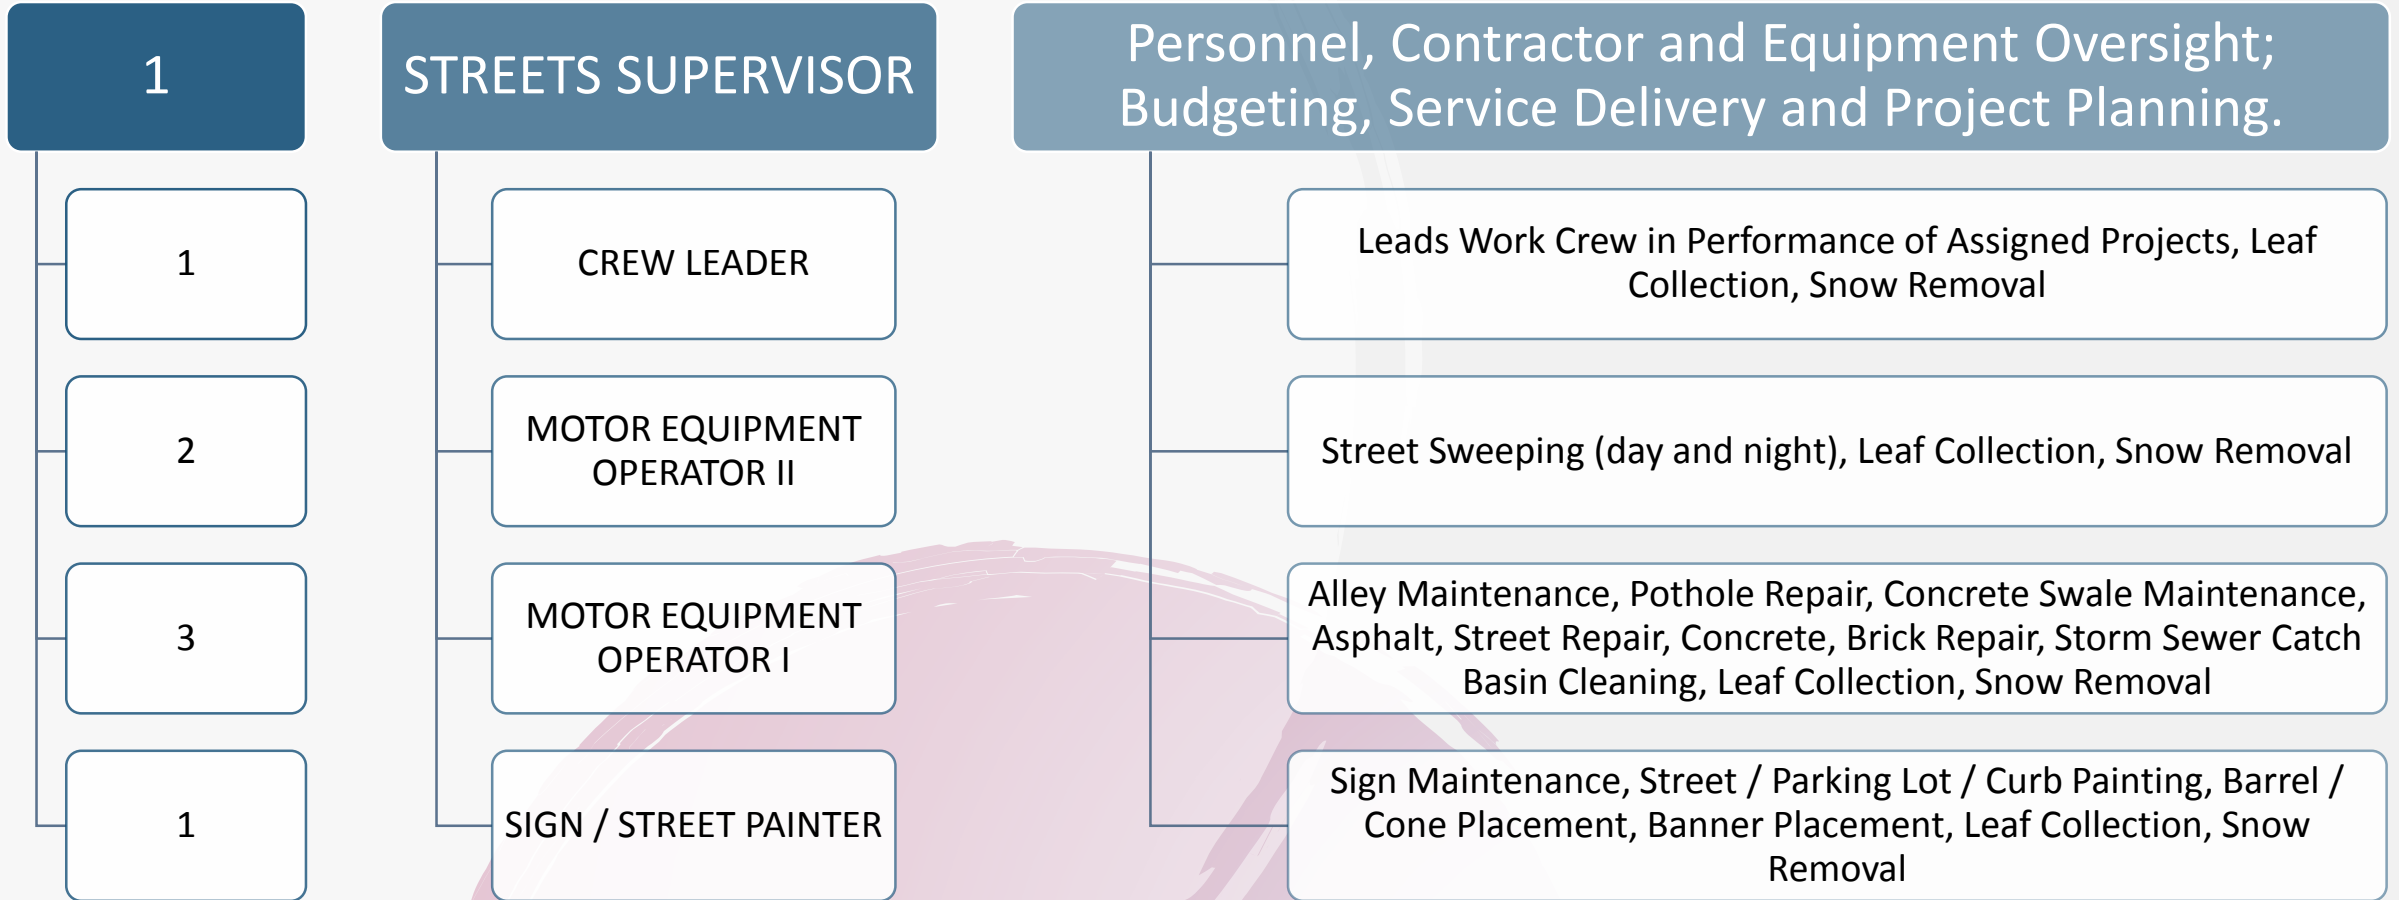 1
STREETS SUPERVISOR
Personnel, Contractor and Equipment Oversight;
Budgeting, Service Delivery and Project Planning.
1
CREW LEADER
Leads Work Crew in Performance of Assigned Projects, Leaf
Collection, Snow Removal
2
MOTOR EQUIPMENT
OPERATOR II
Street Sweeping (day and night), Leaf Collection, Snow Removal
3
MOTOR EQUIPMENT
OPERATOR I
Alley Maintenance, Pothole Repair, Concrete Swale Maintenance,
Asphalt, Street Repair, Concrete, Brick Repair, Storm Sewer Catch
Basin Cleaning, Leaf Collection, Snow Removal
1
SIGN / STREET PAINTER
Sign Maintenance, Street / Parking Lot / Curb Painting, Barrel /
Cone Placement, Banner Placement, Leaf Collection, Snow
Removal